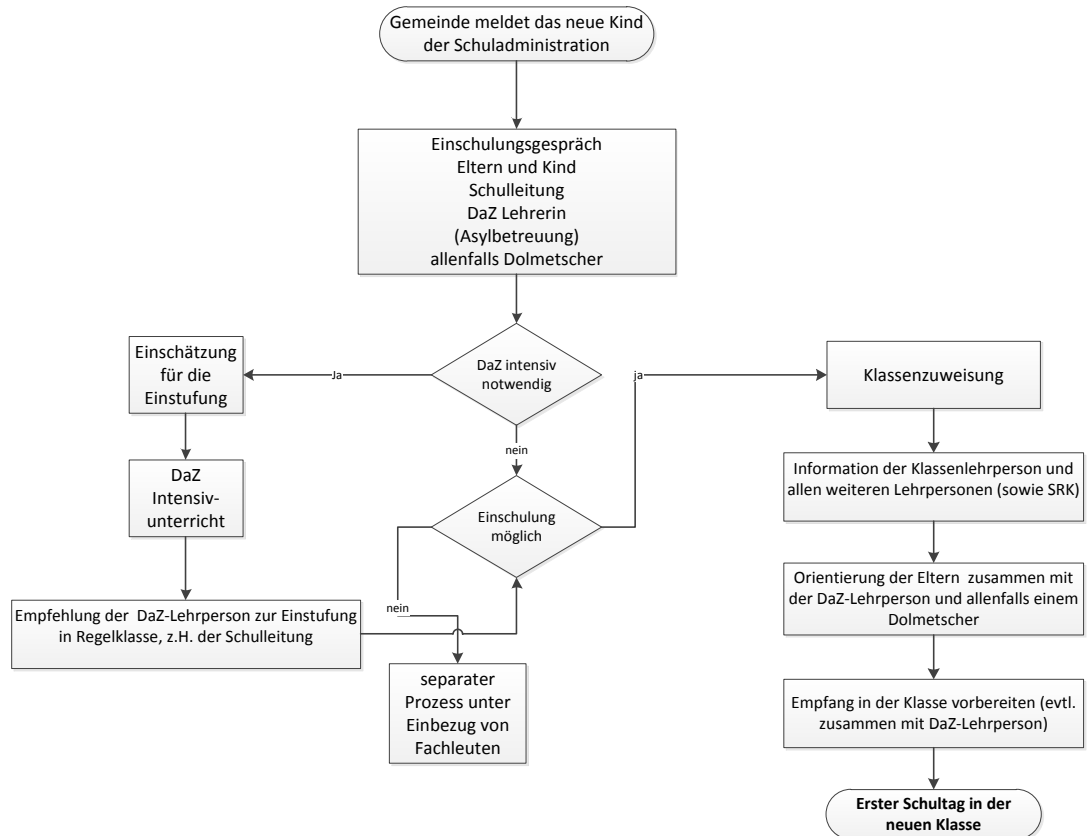 Gemeinde meldet das neue Kind
der Schuladministration
Einschulungsgespräch
Eltern und Kind
Schulleitung
DaZ Lehrerin
(Asylbetreuung)
allenfalls Dolmetscher
DaZ intensiv
notwendig
Ja
Einschätzung
für die
Einstufung
DaZ
Intensiv-
unterricht
Empfehlung der DaZ-Lehrperson zur Einstufung
in Regelklasse, z.H. der Schulleitung
nein
Einschulung
möglich
nein
separater
Prozess unter
Einbezug von
Fachleuten
ja
Klassenzuweisung
Information der Klassenlehrperson und
allen weiteren Lehrpersonen (sowie SRK)
Orientierung der Eltern zusammen mit
der DaZ-Lehrperson und allenfalls einem
Dolmetscher
Empfang in der Klasse vorbereiten (evtl.
zusammen mit DaZ-Lehrperson)
Erster Schultag in der
neuen Klasse